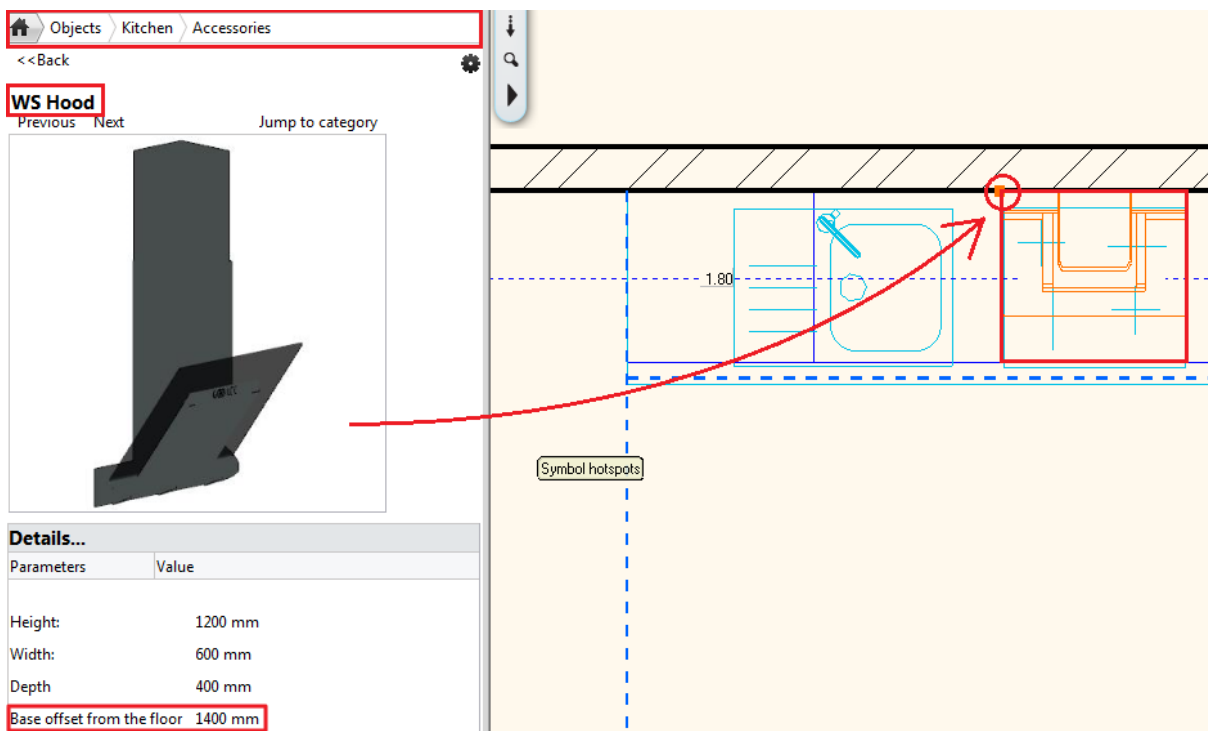 Objects Kitchen Accessories
<<Back
WS Hood
Previous Next Jump to category
Details...
Parameters Value
Height: 1200 mm
Width: 600 mm
Depth 400 mm
Base offset from the floor 1400 mm
1.80
Symbol hotspots